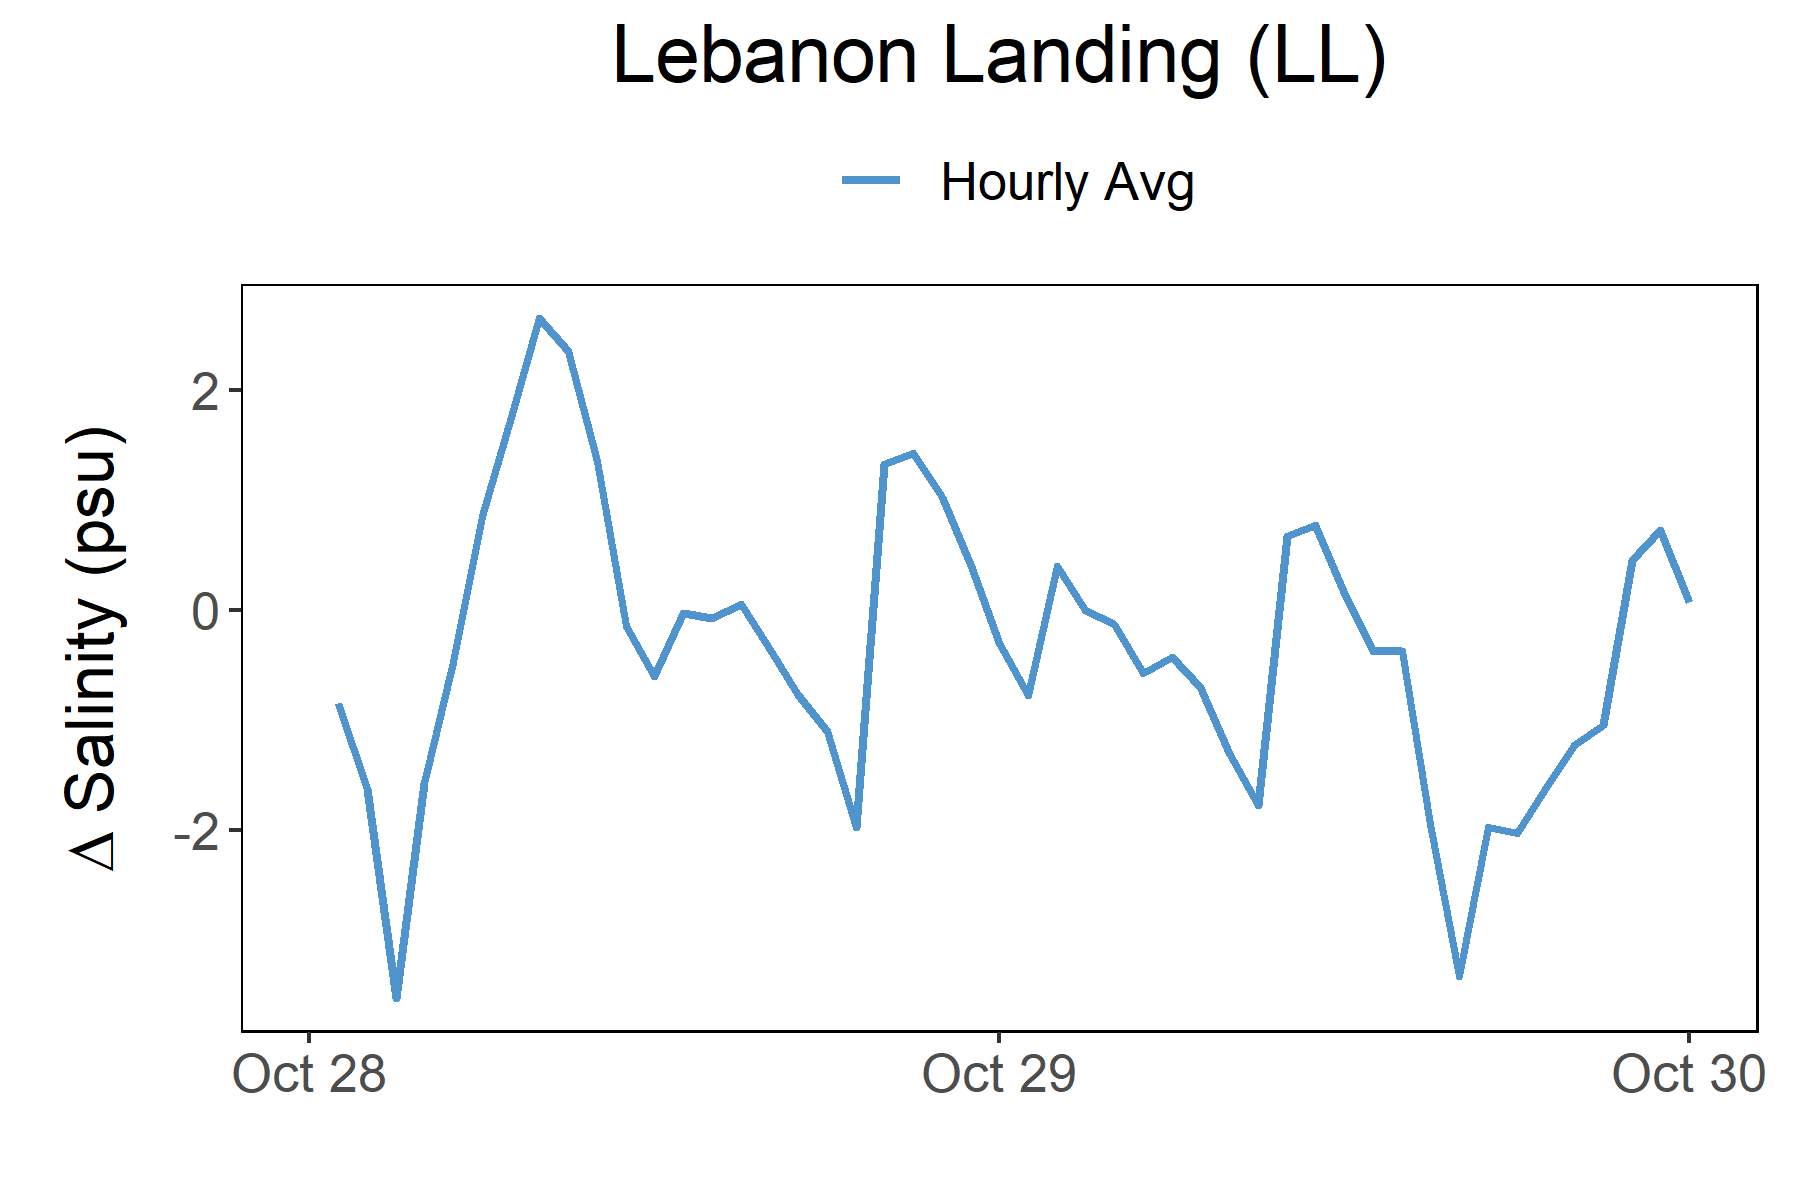 Lebanon Landing (LL)
Hourly Avg
Δ Salinity (psu)
2
0
-2
Oct 28
Oct 29
Oct 30